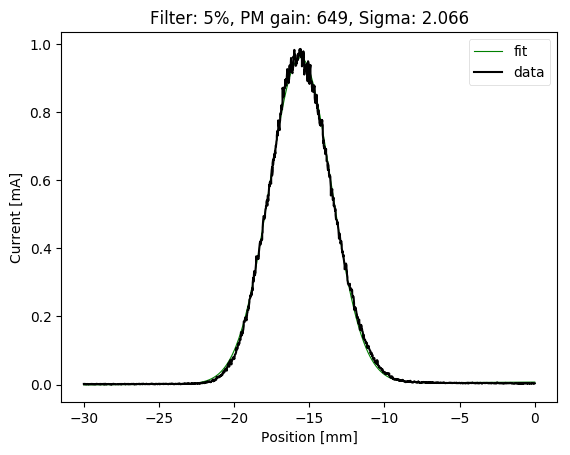 Filter: 5%, PM gain: 649, Sigma: 2.066
fit
data
1.0
0.8
0.6
0.4
0.2
0.0
Current [mA]
−30
−25
−20
−15
−10
−5
0
Position [mm]